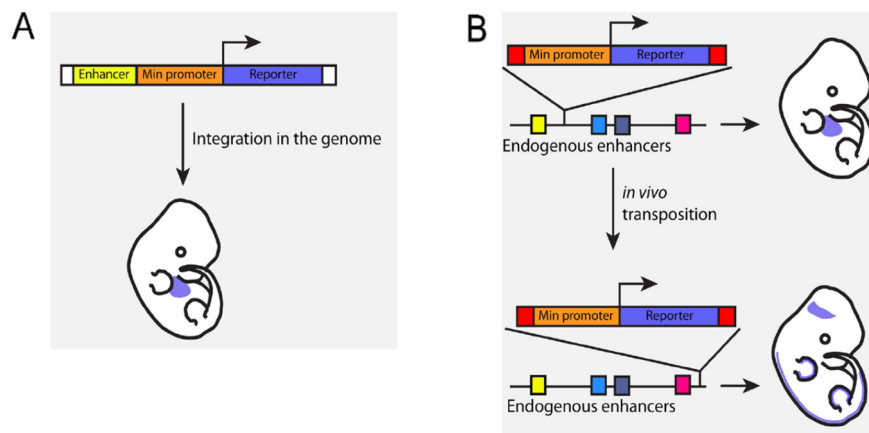 A
Enhancer Min promoter Reporter
Integration in the genome
B
Min promoter Reporter
Endogenous enhancers
in vivo
transposition
Min promoter Reporter
Endogenous enhancers